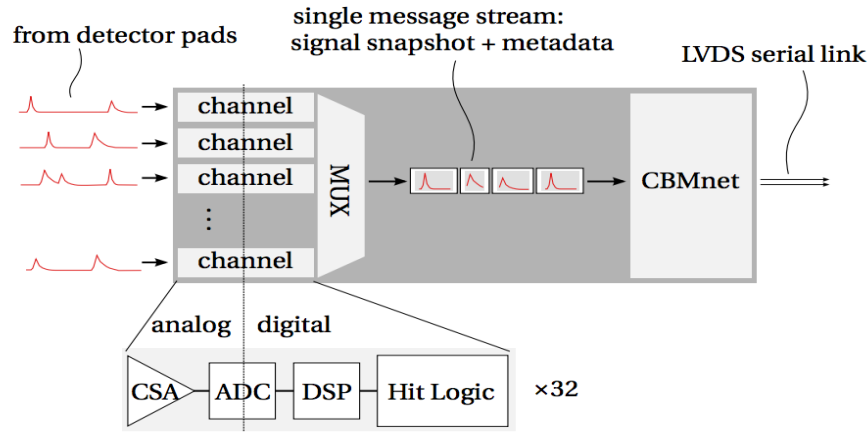 single message stream:
signal snapshot + metadata
from detector pads
LVDS serial link
channel
channel
channel
⋮
channel
MUX
CBMnet
analog digital
CSA
ADC
DSP
Hit Logic
×32